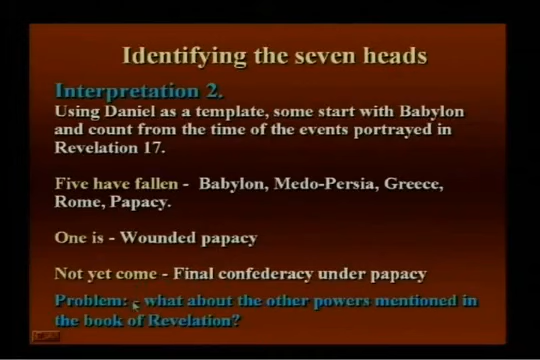 Identifying the seven heads
Interpretation 2.
Using Daniel as a template, some start with Babylon
and count from the time of the events portrayed in
Revelation 17.
Five have fallen - Babylon, Medo-Persia, Greece,
Rome, Papacy.
One is - Wounded papacy
Not yet come - Final confederacy under papacy
Problem: what about the other powers mentioned in
the book of Revelation?